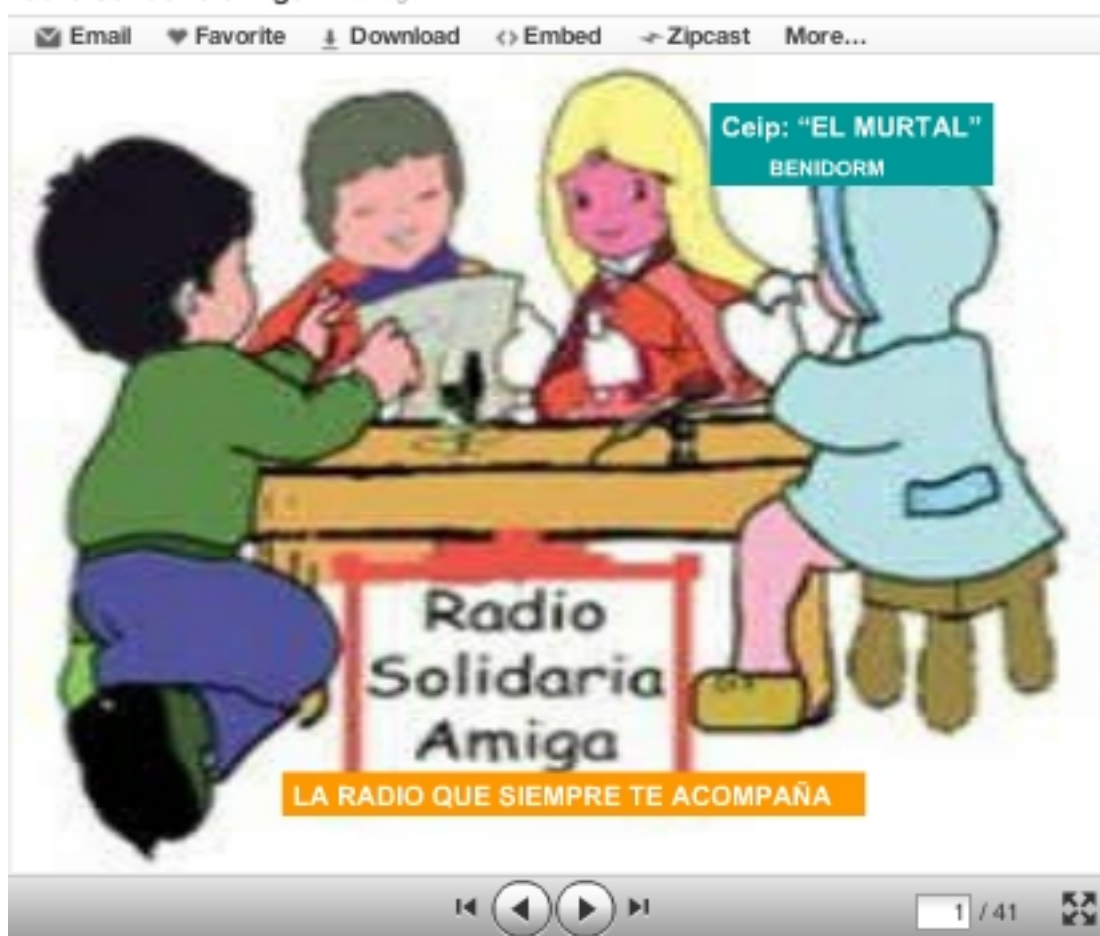 Email Favorite Download Embed Zipcast More...
Ceip: “EL MURTAL”
BENIDORM
Radio
Solidaria
Amiga
LA RADIO QUE SIEMPRE TE ACOMPAÑA
1 / 41